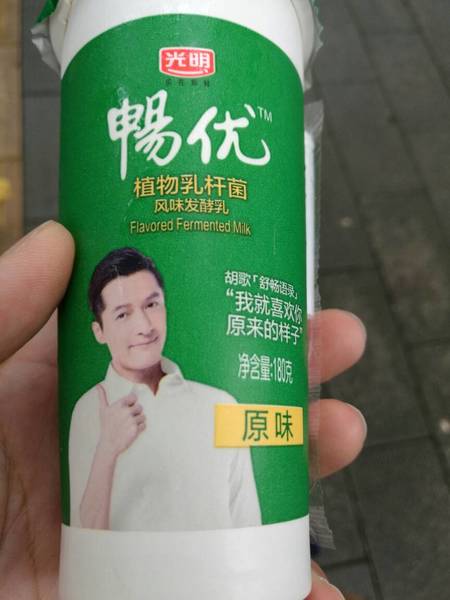 光明
畅优™
植物乳杆菌
风味发酵乳
Flavored Fermented Milk
胡歌「舒畅语录」
“我就喜欢你
原来的样子”
净含量:180克
原味